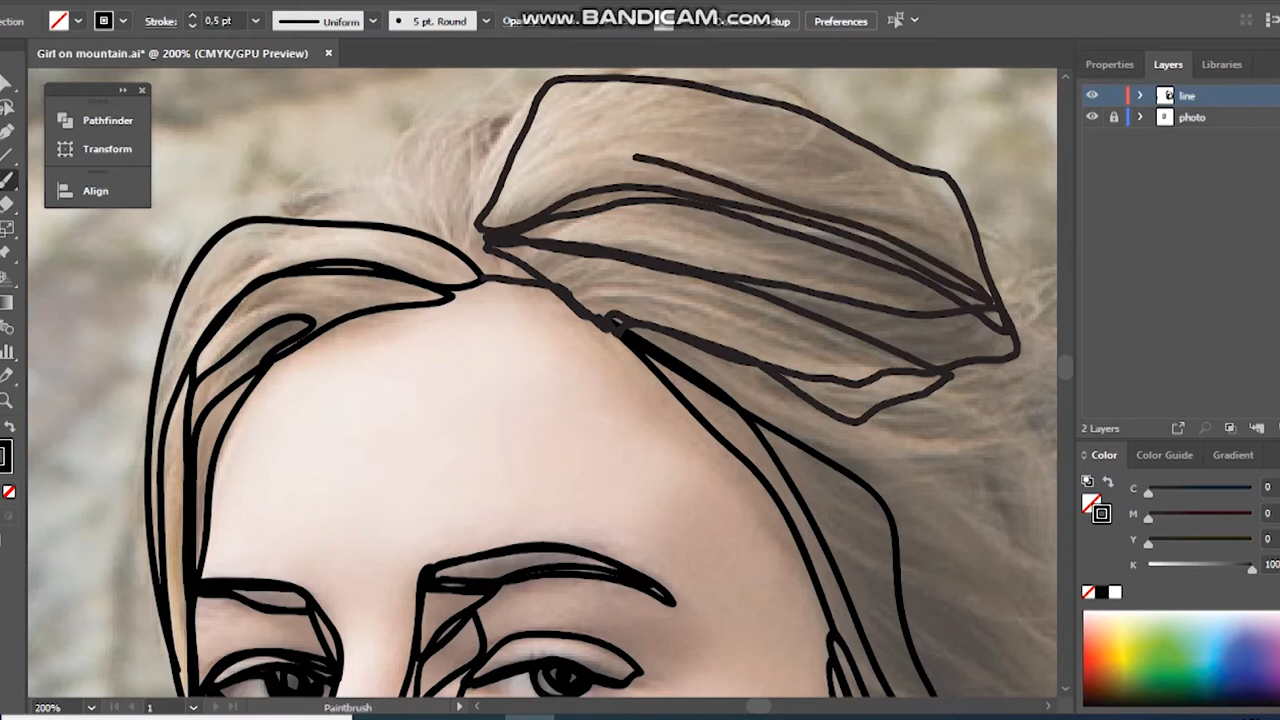 ction Stroke: 0,5 pt Uniform 5 pt. Round www.BANDICAM.com Preferences
Girl on mountain.ai* @ 200% (CMYK/GPU Preview) ×
Pathfinder
Transform
Align
Properties Layers Libraries
line
photo
2 Layers
Color Color Guide Gradient
C 0
M 0
Y 0
K 100
200% 1 Paintbrush